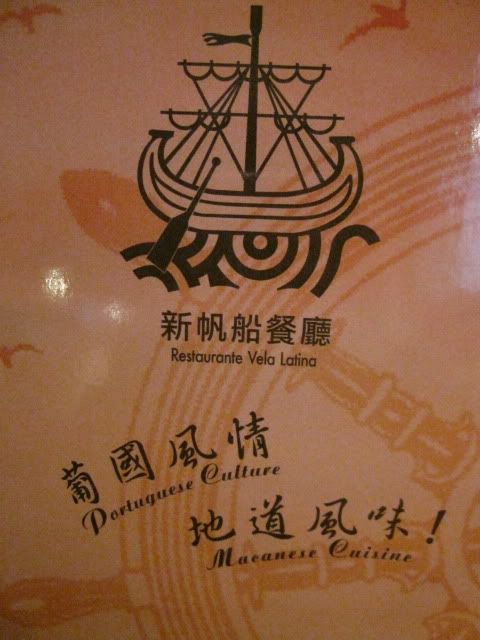 新帆船餐廳
Restaurante Vela Latina
葡國風情
Portuguese Culture
地道風味!
Macanese Cuisine